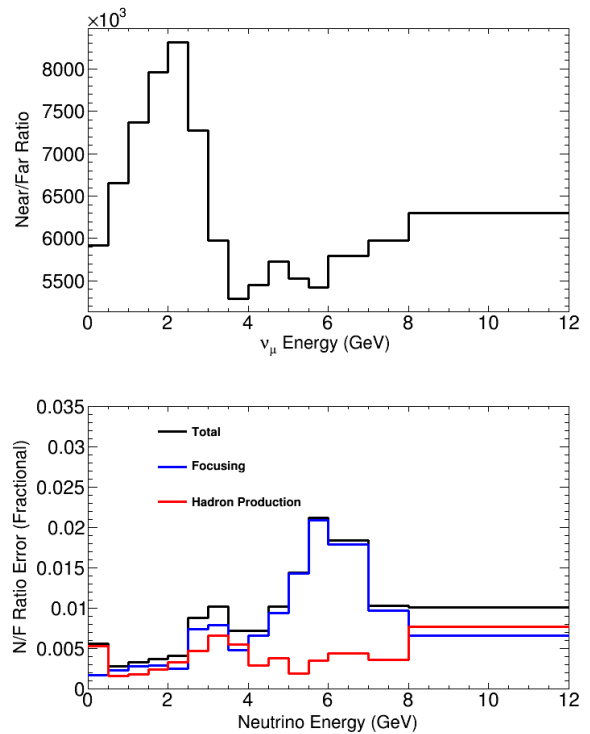 ×10³
8000
7500
7000
6500
6000
5500
Near/Far Ratio
0 2 4 6 8 10 12
νμ Energy (GeV)
0.035
0.03
0.025
0.02
0.015
0.01
0.005
0
N/F Ratio Error (Fractional)
Total
Focusing
Hadron Production
0 2 4 6 8 10 12
Neutrino Energy (GeV)